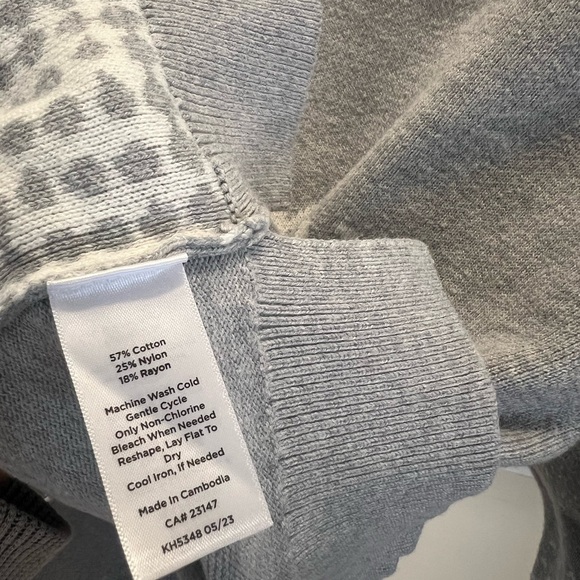 57% Cotton
25% Nylon
18% Rayon
Machine Wash Cold
Gentle Cycle
Only Non-Chlorine
Bleach When Needed
Reshape, Lay Flat To
Dry
Cool Iron, If Needed
Made In Cambodia
CA# 23147
KH5348 05/23